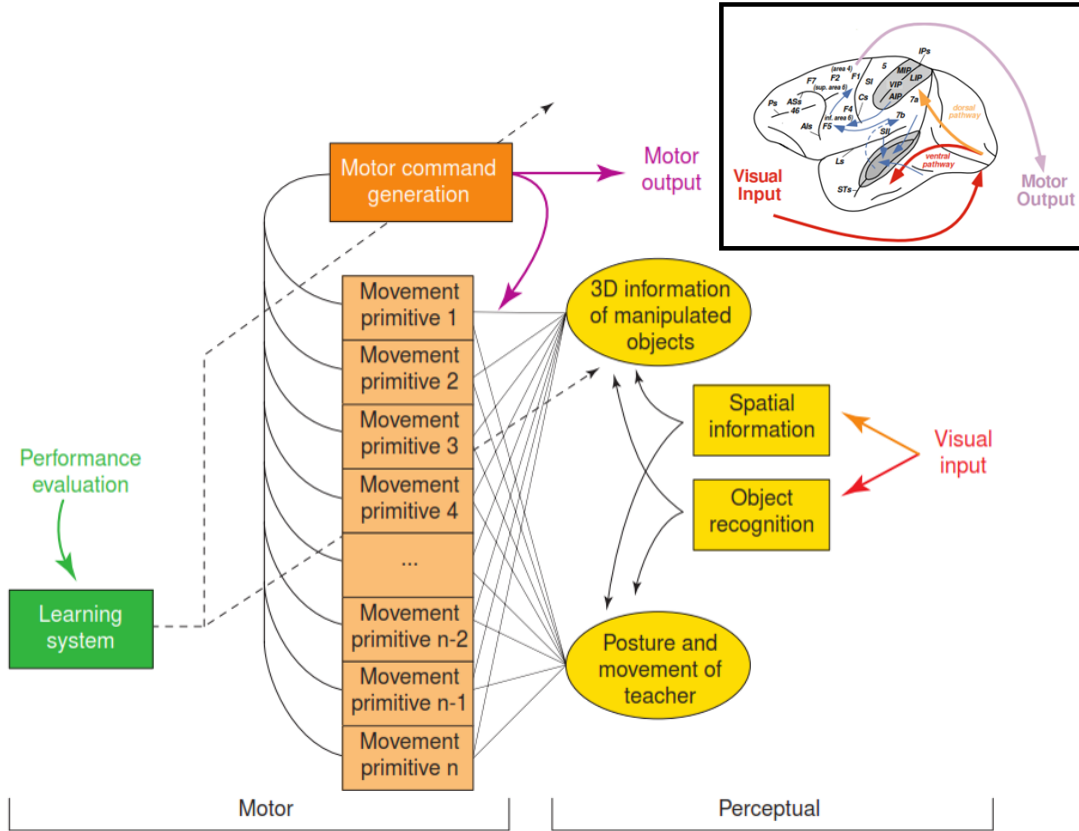 Motor command
generation
Motor
output
Movement
primitive 1
Movement
primitive 2
Movement
primitive 3
Movement
primitive 4
...
Movement
primitive n-2
Movement
primitive n-1
Movement
primitive n
Performance
evaluation
Learning
system
3D information
of manipulated
objects
Spatial
information
Object
recognition
Visual
input
Posture and
movement of
teacher
Motor
Perceptual
IPs
(area 4)
F7
F2
F1
(sup. area 6)
SI
5
MIP
LIP
VIP
AIP
Ps
ASs
46
Cs
F4
7a
(inf. area 6)
AIs
F5
7b
SII
Ls
STs
dorsal
pathway
ventral
pathway
Visual
Input
Motor
Output